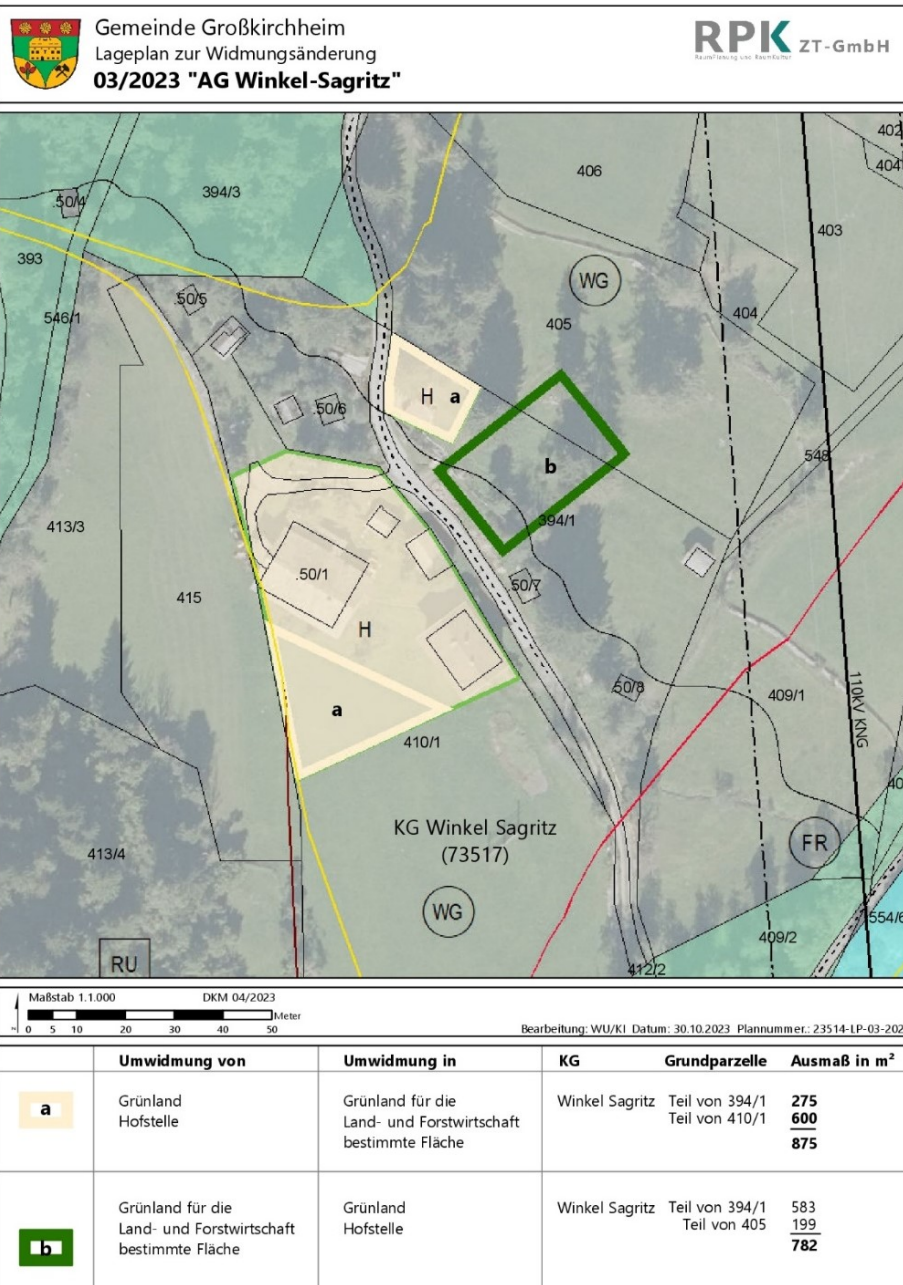 Gemeinde Großkirchheim
Lageplan zur Widmungsänderung
03/2023 "AG Winkel-Sagritz"
RPK ZT-GmbH
Raumplanung und RaumKultur
402
404
406
394/3
.50/4
403
393
WG
.50/5
404
546/1
405
H a
.50/6
b
548
413/3
394/1
.50/1
.50/7
415
H
.50/8
409/1
a
110kV KNG
410/1
40
KG Winkel Sagritz
(73517)
FR
413/4
WG
554/6
409/2
RU
412/2
Maßstab 1:1.000 DKM 04/2023
0 5 10 20 30 40 50 Meter
N
Bearbeitung: WU/KI Datum: 30.10.2023 Plannummer.: 23514-LP-03-202
Umwidmung von Umwidmung in KG Grundparzelle Ausmaß in m²
a Grünland Grünland für die Winkel Sagritz Teil von 394/1 275
Hofstelle Land- und Forstwirtschaft Teil von 410/1 600
bestimmte Fläche 875
b Grünland für die Grünland Winkel Sagritz Teil von 394/1 583
Land- und Forstwirtschaft Hofstelle Teil von 405 199
bestimmte Fläche 782